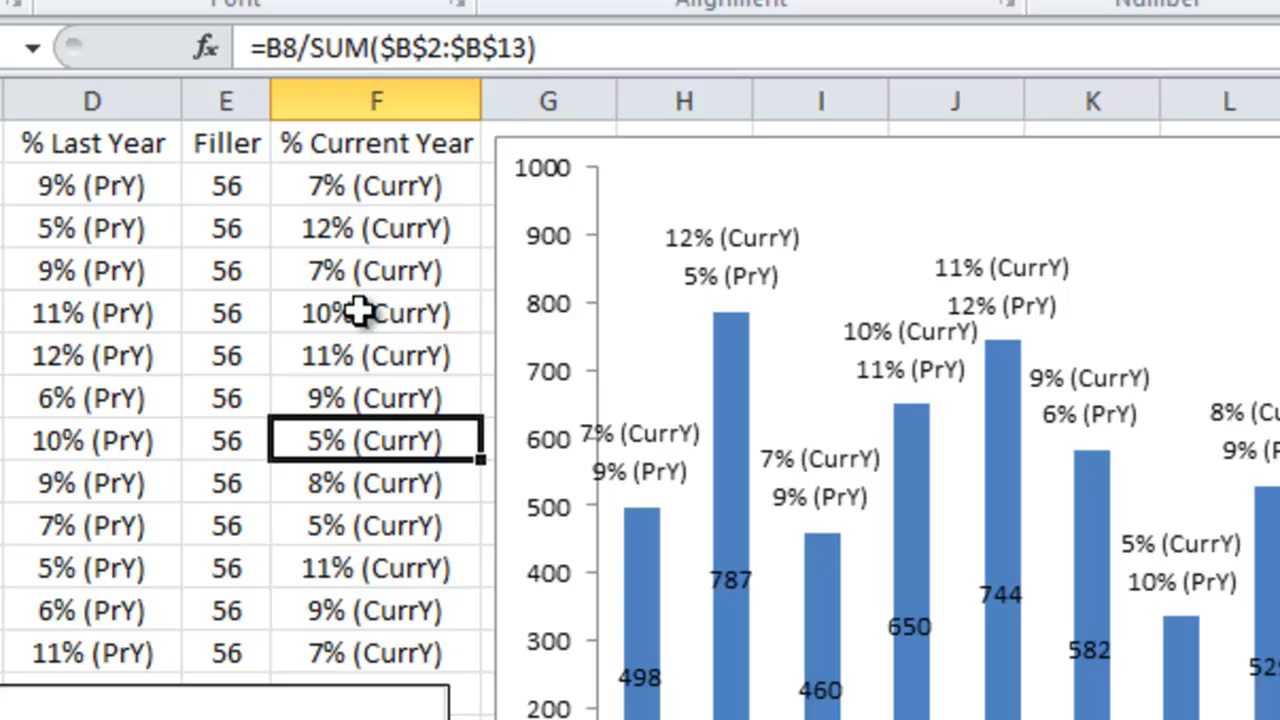 Font Alignment Number
fx =B8/SUM($B$2:$B$13)
D E F G H I J K L
% Last Year Filler % Current Year
9% (PrY) 56 7% (CurrY)
5% (PrY) 56 12% (CurrY)
9% (PrY) 56 7% (CurrY)
11% (PrY) 56 10% CurrY)
12% (PrY) 56 11% (CurrY)
6% (PrY) 56 9% (CurrY)
10% (PrY) 56 5% (CurrY)
9% (PrY) 56 8% (CurrY)
7% (PrY) 56 5% (CurrY)
5% (PrY) 56 11% (CurrY)
6% (PrY) 56 9% (CurrY)
11% (PrY) 56 7% (CurrY)
1000
900
800
700
600
500
400
300
200
7% (CurrY)
9% (PrY)
498
12% (CurrY)
5% (PrY)
787
7% (CurrY)
9% (PrY)
460
10% (CurrY)
11% (PrY)
650
11% (CurrY)
12% (PrY)
744
9% (CurrY)
6% (PrY)
582
5% (CurrY)
10% (PrY)
8% (Cu
9% (P
529